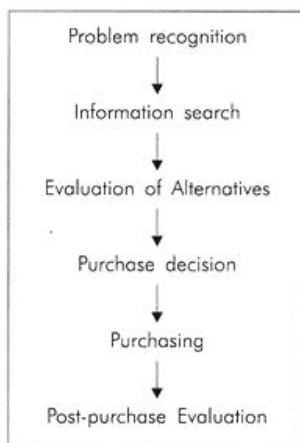 Problem recognition
Information search
Evaluation of Alternatives
Purchase decision
Purchasing
Post-purchase Evaluation